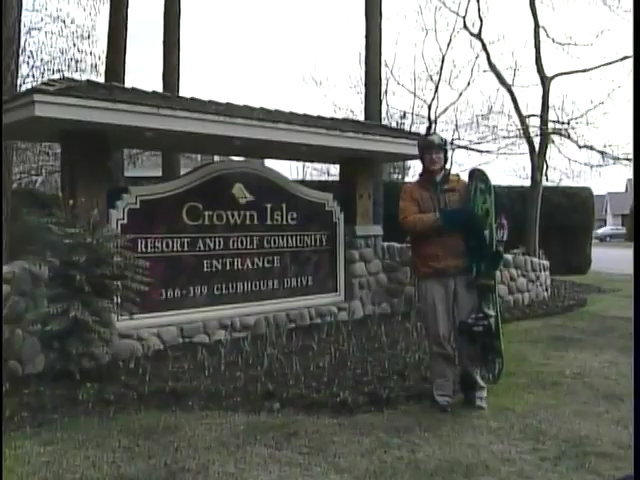 Crown Isle
RESORT AND GOLF COMMUNITY
ENTRANCE
366-399 CLUBHOUSE DRIVE